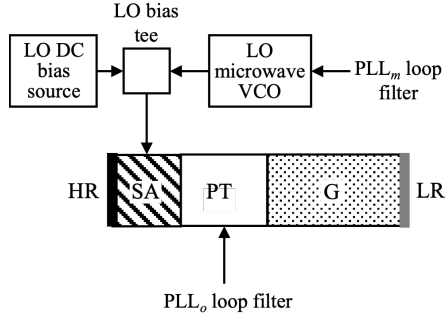 LO bias
tee
LO DC
bias
source
LO
microwave
VCO
PLLm loop
filter
HR
SA
PT
G
LR
PLLo loop filter